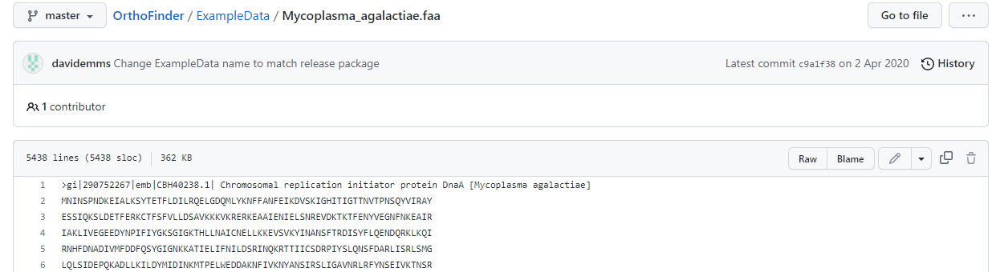 master OrthoFinder / ExampleData / Mycoplasma_agalactiae.faa Go to file ...
davidemms Change ExampleData name to match release package Latest commit c9a1f38 on 2 Apr 2020 History
1 contributor
5438 lines (5438 sloc) 362 KB Raw Blame
1 >gi|290752267|emb|CBH40238.1| Chromosomal replication initiator protein DnaA [Mycoplasma agalactiae]
2 MNINSPNDKEIALKSYTETFLDILRQELGDQMLYKNFFANFEIKDVSKIGHITIGTTNVTPNSQYVIRAY
3 ESSIQKSLDETFERKCTFSFVLLDSAVKKKVKRERKEAAIENIELSNREVDKTKTFENYVEGNFNKEAIR
4 IAKLIVEGEEDYNPIFIYGKSGIGKTHLLNAICNELLKKEVSVKYINANSFTRDISYFLQENDQRKLKQI
5 RNHFDNADIVMFDDFQSYGIGNKKATIELIFNILDSRINQKRTTIICSDRPIYSLQNSFDARLISRLSMG
6 LQLSIDEPQKADLLKILDYMIDINKMTPELWEDDAKNFIVKNYANSIRSLIGAVNRLRFYNSEIVKTNSR